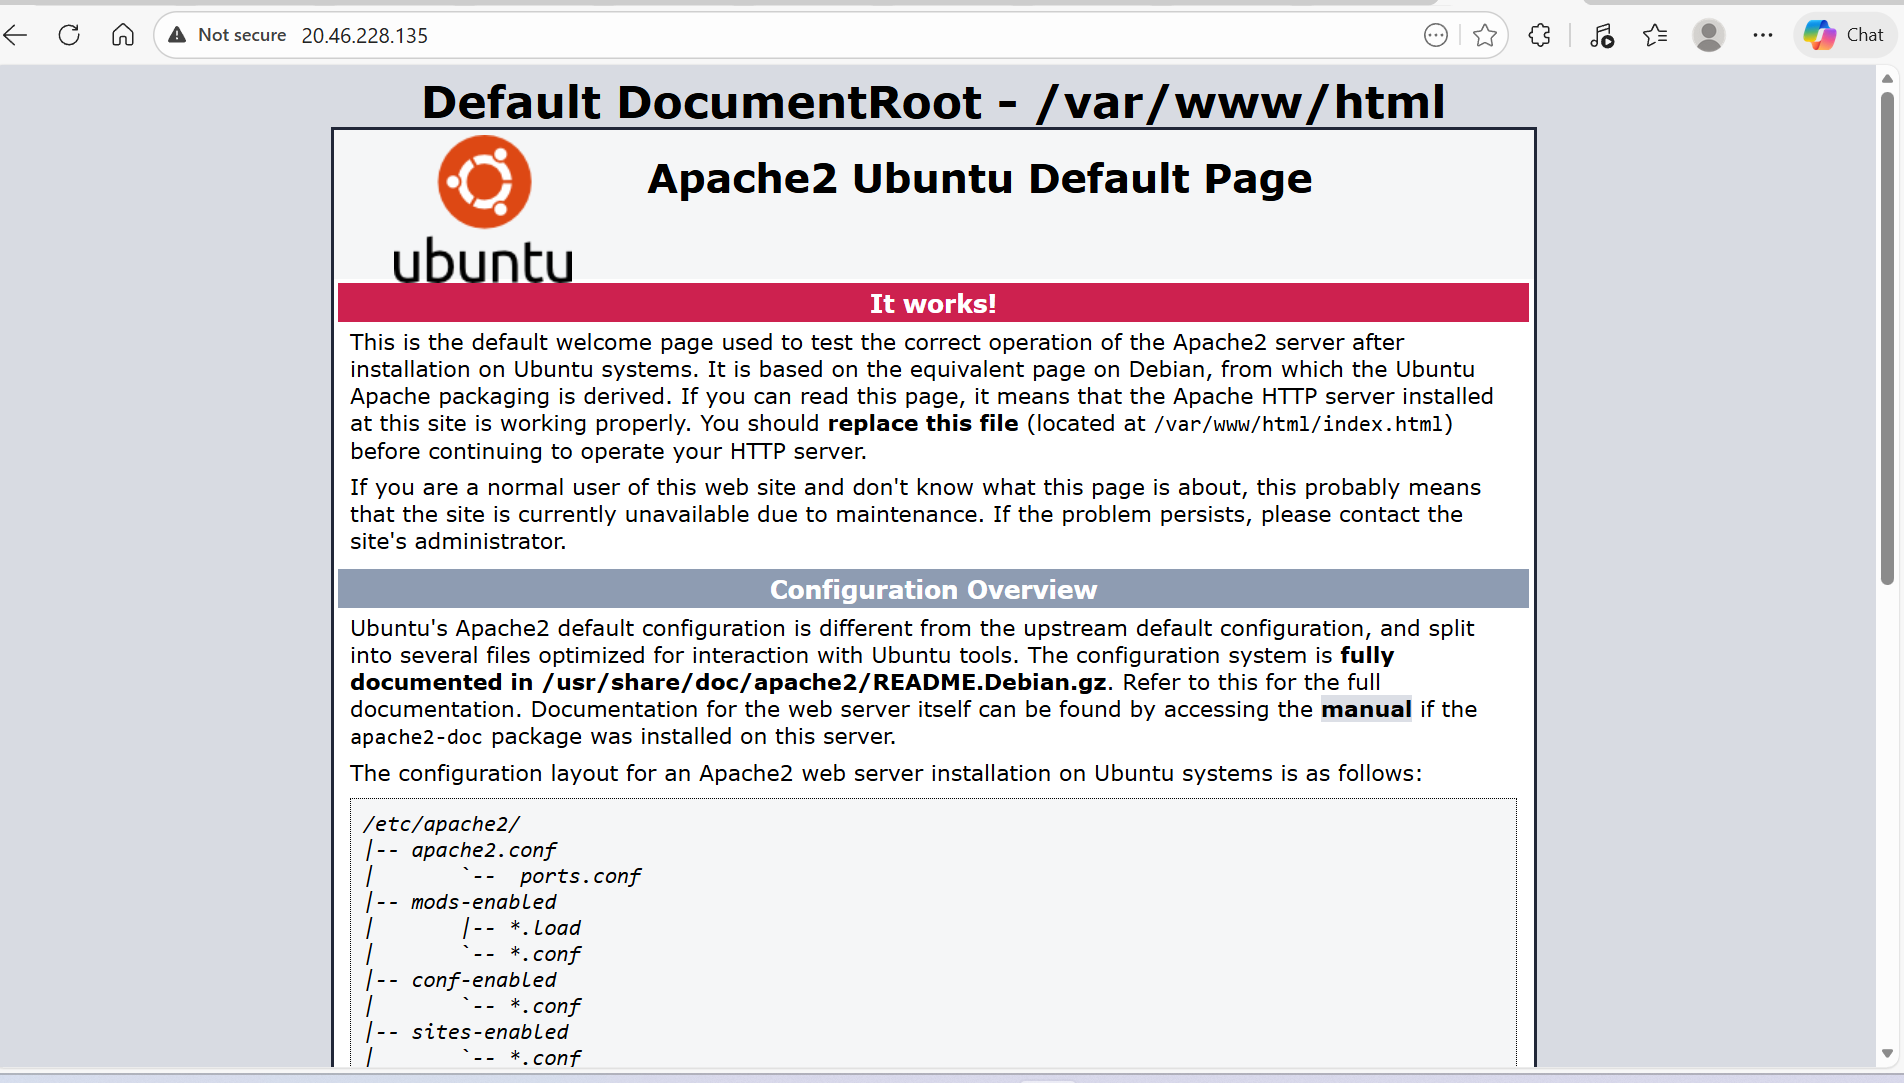 Not secure 20.46.228.135
Chat
Default DocumentRoot - /var/www/html
ubuntu
Apache2 Ubuntu Default Page
It works!
This is the default welcome page used to test the correct operation of the Apache2 server after
installation on Ubuntu systems. It is based on the equivalent page on Debian, from which the Ubuntu
Apache packaging is derived. If you can read this page, it means that the Apache HTTP server installed
at this site is working properly. You should replace this file (located at /var/www/html/index.html)
before continuing to operate your HTTP server.
If you are a normal user of this web site and don't know what this page is about, this probably means
that the site is currently unavailable due to maintenance. If the problem persists, please contact the
site's administrator.
Configuration Overview
Ubuntu's Apache2 default configuration is different from the upstream default configuration, and split
into several files optimized for interaction with Ubuntu tools. The configuration system is fully
documented in /usr/share/doc/apache2/README.Debian.gz. Refer to this for the full
documentation. Documentation for the web server itself can be found by accessing the manual if the
apache2-doc package was installed on this server.
The configuration layout for an Apache2 web server installation on Ubuntu systems is as follows:
/etc/apache2/
|-- apache2.conf
|       `--  ports.conf
|-- mods-enabled
|       |-- *.load
|       `-- *.conf
|-- conf-enabled
|       `-- *.conf
|-- sites-enabled
|       `-- *.conf